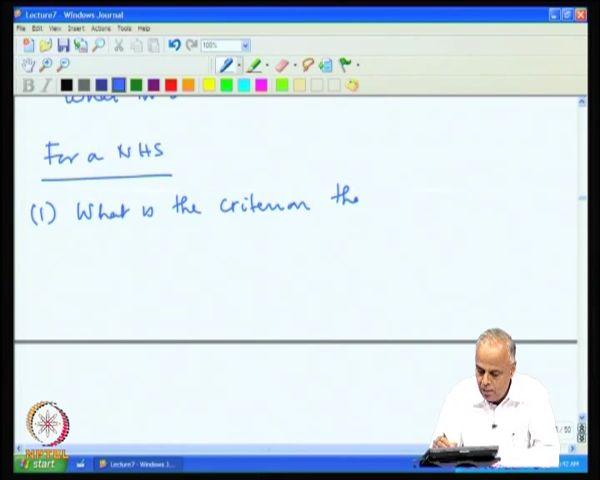 Lecture7 - Windows Journal
File Edit View Insert Actions Tools Help
100%
B I
For a NHS
(1) What is the criterion the
NPTEL
start
Lecture7 - Windows J...